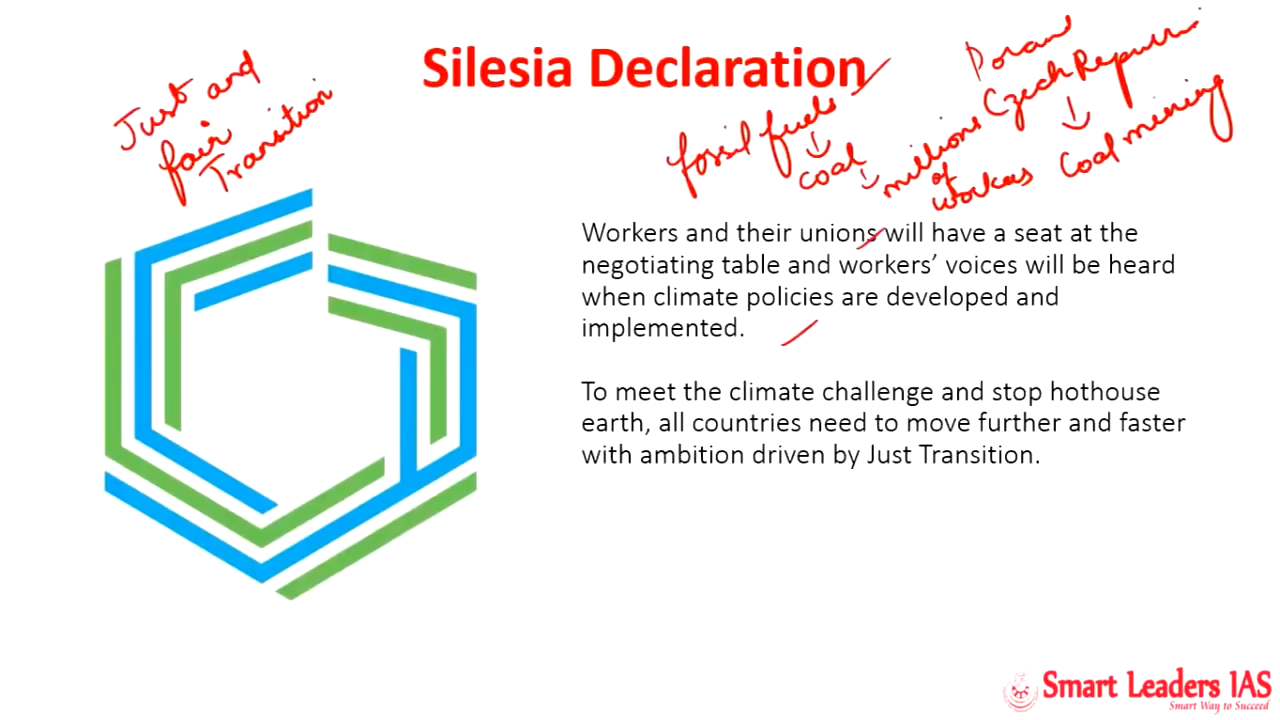 Silesia Declaration
Just and
fair
Transition
fossil fuels
coal
millions
of
workers
Poland
Czech Republic
Coal mining
Workers and their unions will have a seat at the
negotiating table and workers’ voices will be heard
when climate policies are developed and
implemented.
To meet the climate challenge and stop hothouse
earth, all countries need to move further and faster
with ambition driven by Just Transition.
Smart Leaders IAS
Smart Way to Succeed